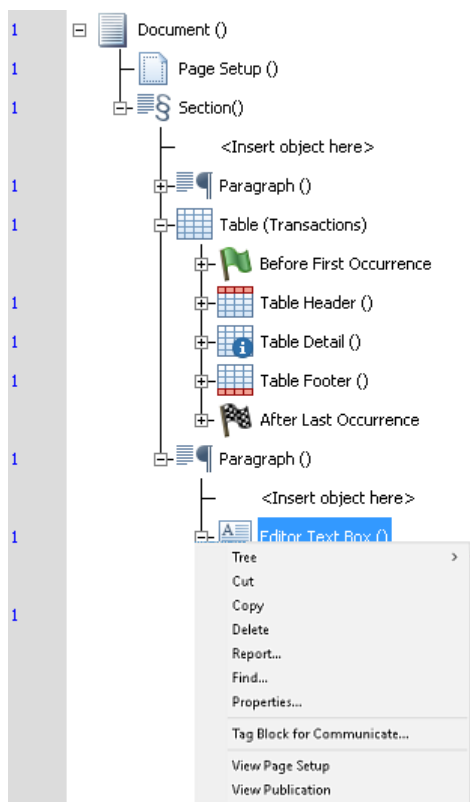 1 Document ()
1 Page Setup ()
1 Section()
<Insert object here>
1 Paragraph ()
1 Table (Transactions)
Before First Occurrence
1 Table Header ()
1 Table Detail ()
1 Table Footer ()
After Last Occurrence
1 Paragraph ()
<Insert object here>
1 Editor Text Box ()
Tree >
Cut
Copy
1
Delete
Report...
Find...
Properties...
Tag Block for Communicate...
View Page Setup
View Publication